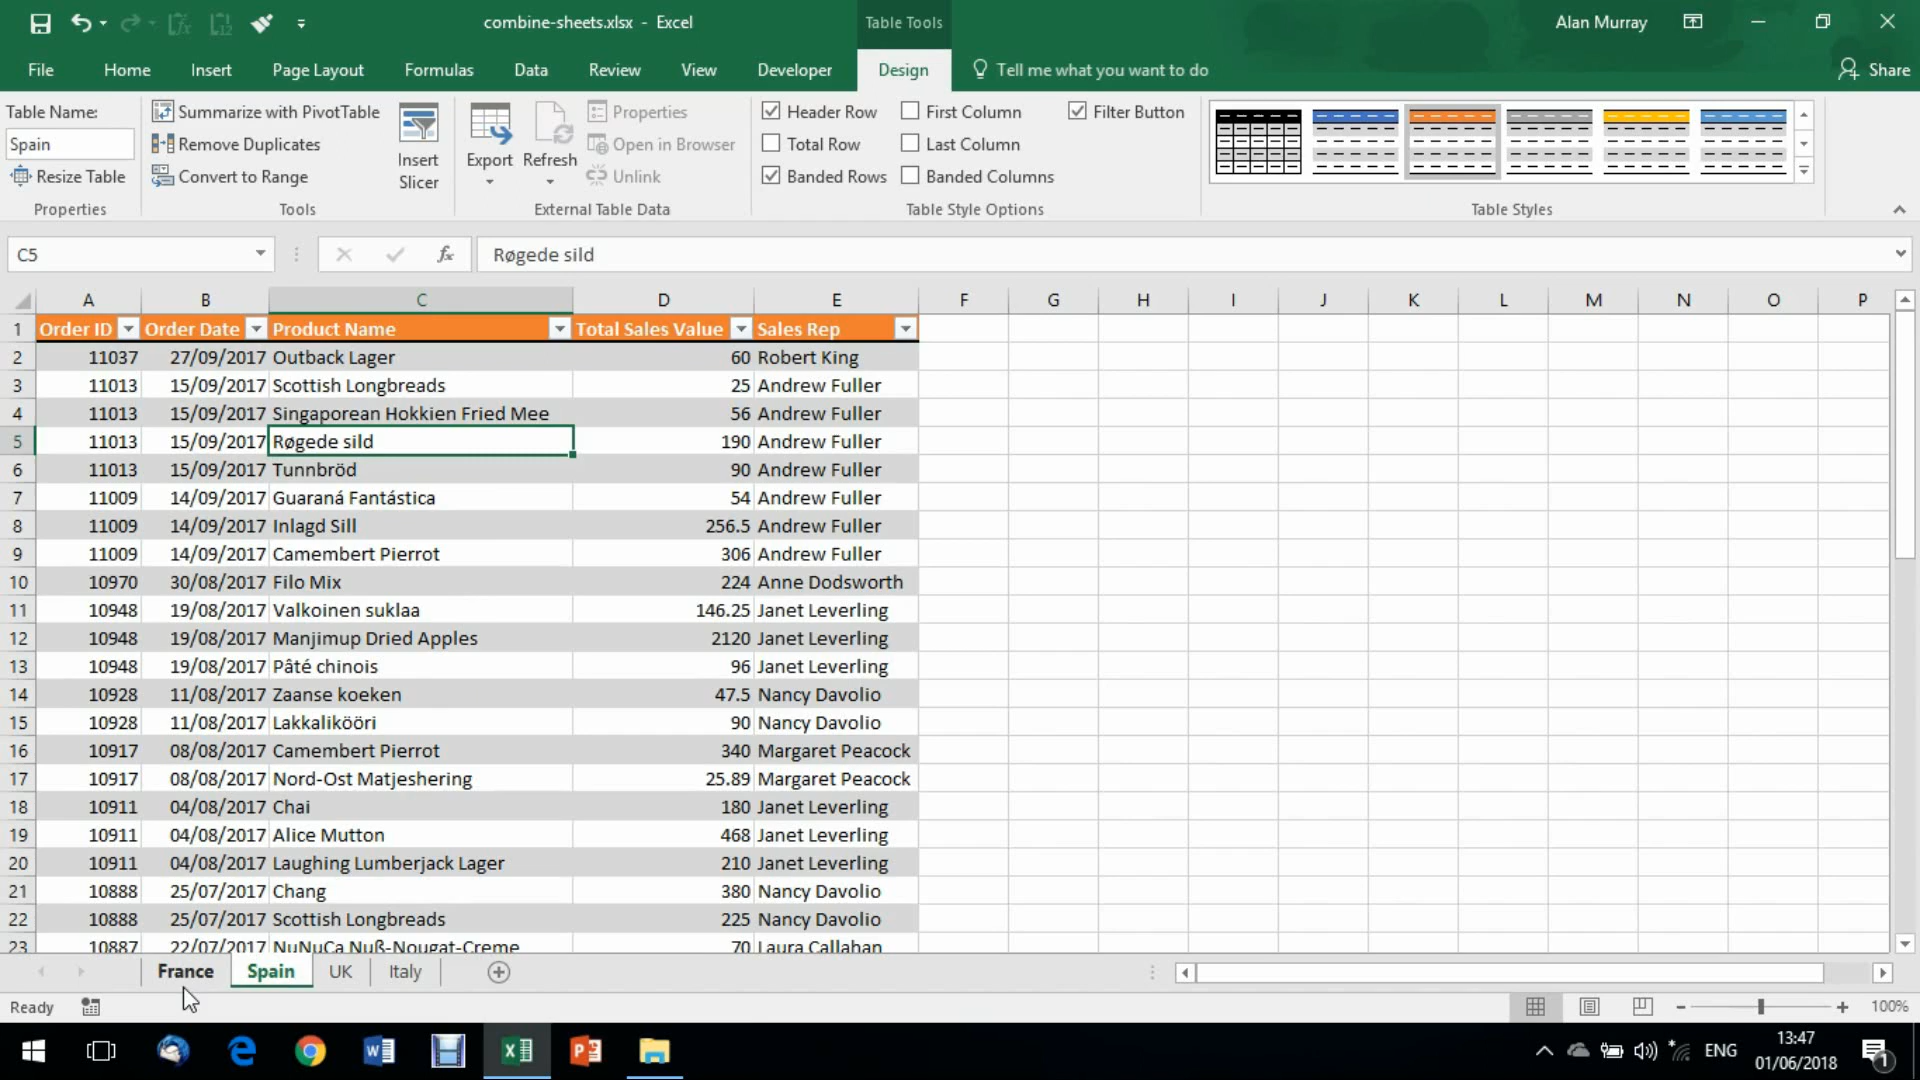 combine-sheets.xlsx - Excel
Table Tools
Alan Murray
File Home Insert Page Layout Formulas Data Review View Developer Design Tell me what you want to do Share
Table Name:
Spain
Resize Table
Properties
Summarize with PivotTable
Remove Duplicates
Convert to Range
Tools
Insert
Slicer
Export
Refresh
Properties
Open in Browser
Unlink
External Table Data
Header Row First Column Filter Button
Total Row Last Column
Banded Rows Banded Columns
Table Style Options
Table Styles
C5 fx Røgede sild
A B C D E F G H I J K L M N O P
1 Order ID Order Date Product Name Total Sales Value Sales Rep
2 11037 27/09/2017 Outback Lager 60 Robert King
3 11013 15/09/2017 Scottish Longbreads 25 Andrew Fuller
4 11013 15/09/2017 Singaporean Hokkien Fried Mee 56 Andrew Fuller
5 11013 15/09/2017 Røgede sild 190 Andrew Fuller
6 11013 15/09/2017 Tunnbröd 90 Andrew Fuller
7 11009 14/09/2017 Guaraná Fantástica 54 Andrew Fuller
8 11009 14/09/2017 Inlagd Sill 256.5 Andrew Fuller
9 11009 14/09/2017 Camembert Pierrot 306 Andrew Fuller
10 10970 30/08/2017 Filo Mix 224 Anne Dodsworth
11 10948 19/08/2017 Valkoinen suklaa 146.25 Janet Leverling
12 10948 19/08/2017 Manjimup Dried Apples 2120 Janet Leverling
13 10948 19/08/2017 Pâté chinois 96 Janet Leverling
14 10928 11/08/2017 Zaanse koeken 47.5 Nancy Davolio
15 10928 11/08/2017 Lakkalikööri 90 Nancy Davolio
16 10917 08/08/2017 Camembert Pierrot 340 Margaret Peacock
17 10917 08/08/2017 Nord-Ost Matjeshering 25.89 Margaret Peacock
18 10911 04/08/2017 Chai 180 Janet Leverling
19 10911 04/08/2017 Alice Mutton 468 Janet Leverling
20 10911 04/08/2017 Laughing Lumberjack Lager 210 Janet Leverling
21 10888 25/07/2017 Chang 380 Nancy Davolio
22 10888 25/07/2017 Scottish Longbreads 225 Nancy Davolio
23 10887 22/07/2017 NuNuCa Nuß-Nougat-Creme 70 Laura Callahan
France Spain UK Italy
Ready 100%
ENG 13:47
01/06/2018 1